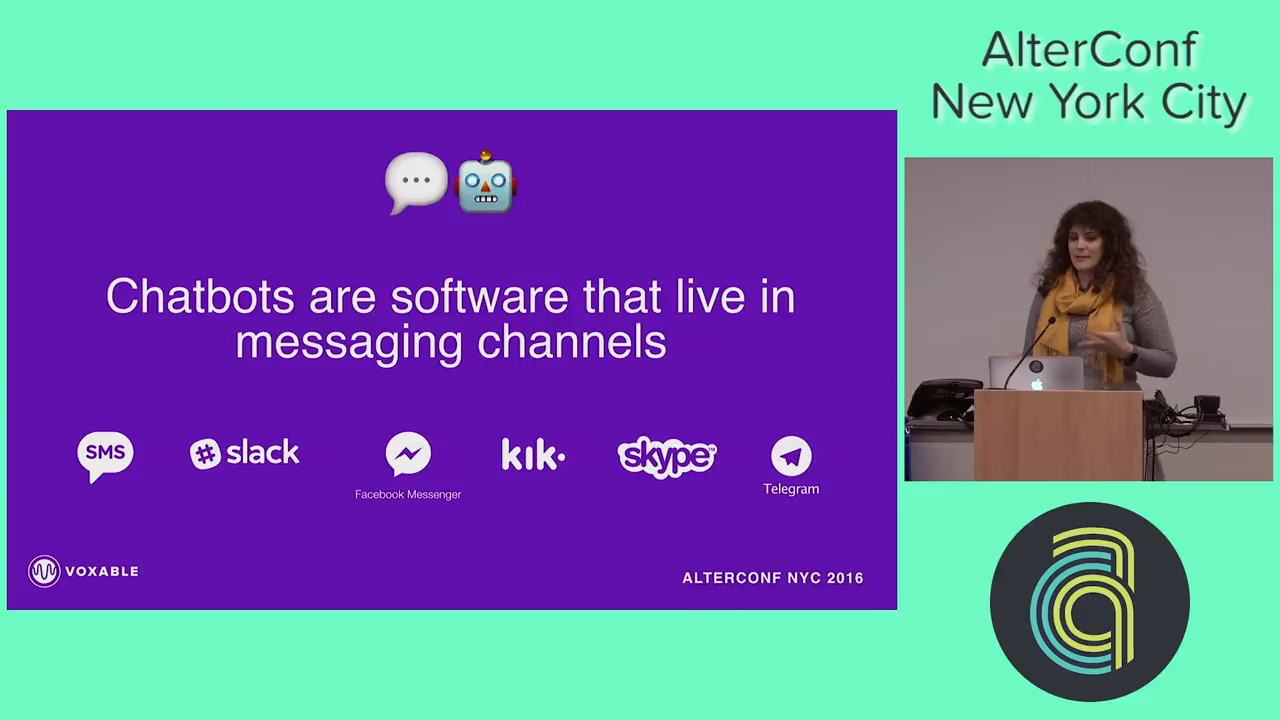 AlterConf
New York City
Chatbots are software that live in
messaging channels
SMS
slack
Facebook Messenger
kik
skype
Telegram
VOXABLE
ALTERCONF NYC 2016